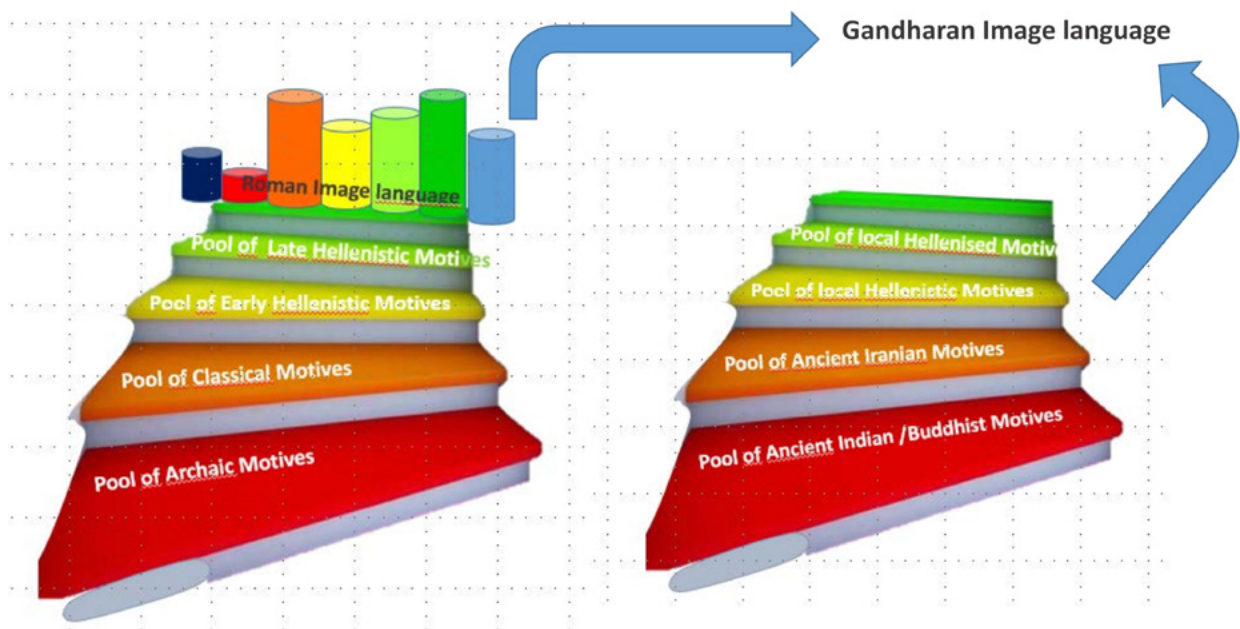 Gandharan Image language
Roman Image language
Pool of Late Hellenistic Motives
Pool of Early Hellenistic Motives
Pool of Classical Motives
Pool of Archaic Motives
Pool of local Hellenised Motive
Pool of local Hellenistic Motives
Pool of Ancient Iranian Motives
Pool of Ancient Indian /Buddhist Motives